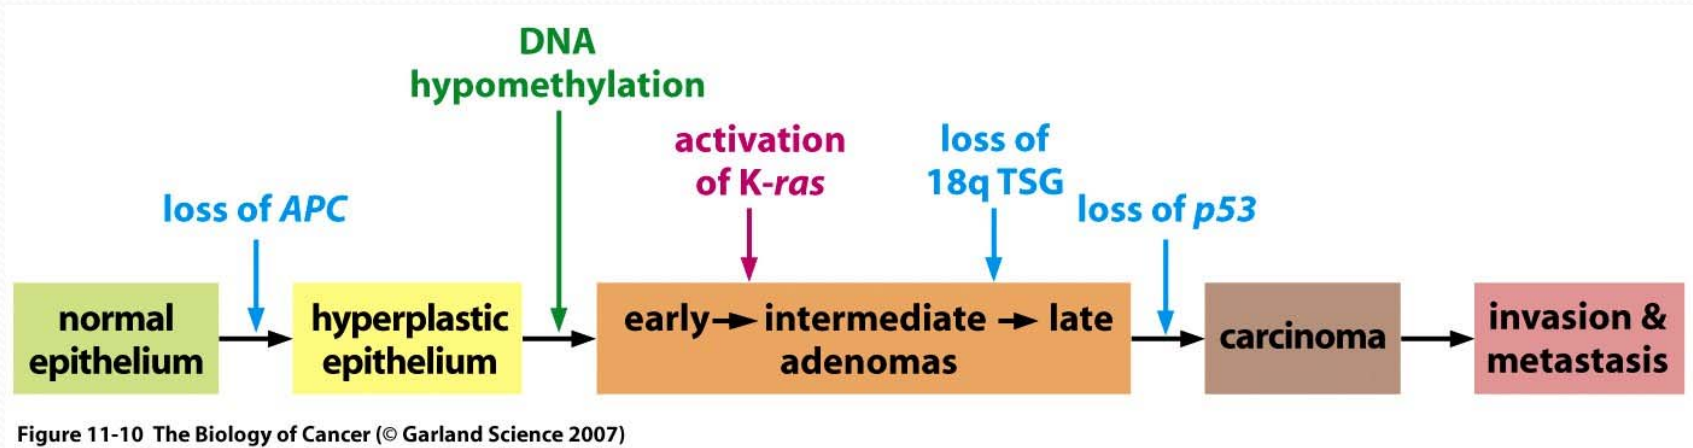 DNA
hypomethylation
activation
of K-ras
loss of
18q TSG
loss of APC
loss of p53
normal
epithelium
hyperplastic
epithelium
early intermediate late
adenomas
carcinoma
invasion &
metastasis
Figure 11-10 The Biology of Cancer (© Garland Science 2007)